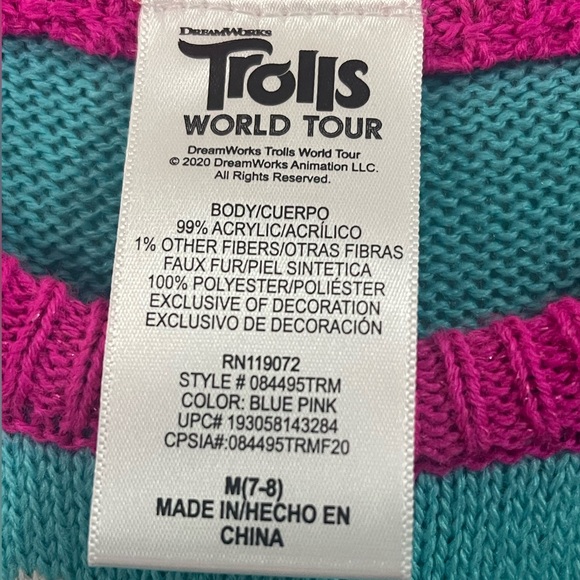 DREAMWORKS
Trolls
WORLD TOUR
DreamWorks Trolls World Tour
© 2020 DreamWorks Animation LLC.
All Rights Reserved.
BODY/CUERPO
99% ACRYLIC/ACRÍLICO
1% OTHER FIBERS/OTRAS FIBRAS
FAUX FUR/PIEL SINTETICA
100% POLYESTER/POLIÉSTER
EXCLUSIVE OF DECORATION
EXCLUSIVO DE DECORACIÓN
RN119072
STYLE # 084495TRM
COLOR: BLUE PINK
UPC# 193058143284
CPSIA#:084495TRMF20
M(7-8)
MADE IN/HECHO EN
CHINA